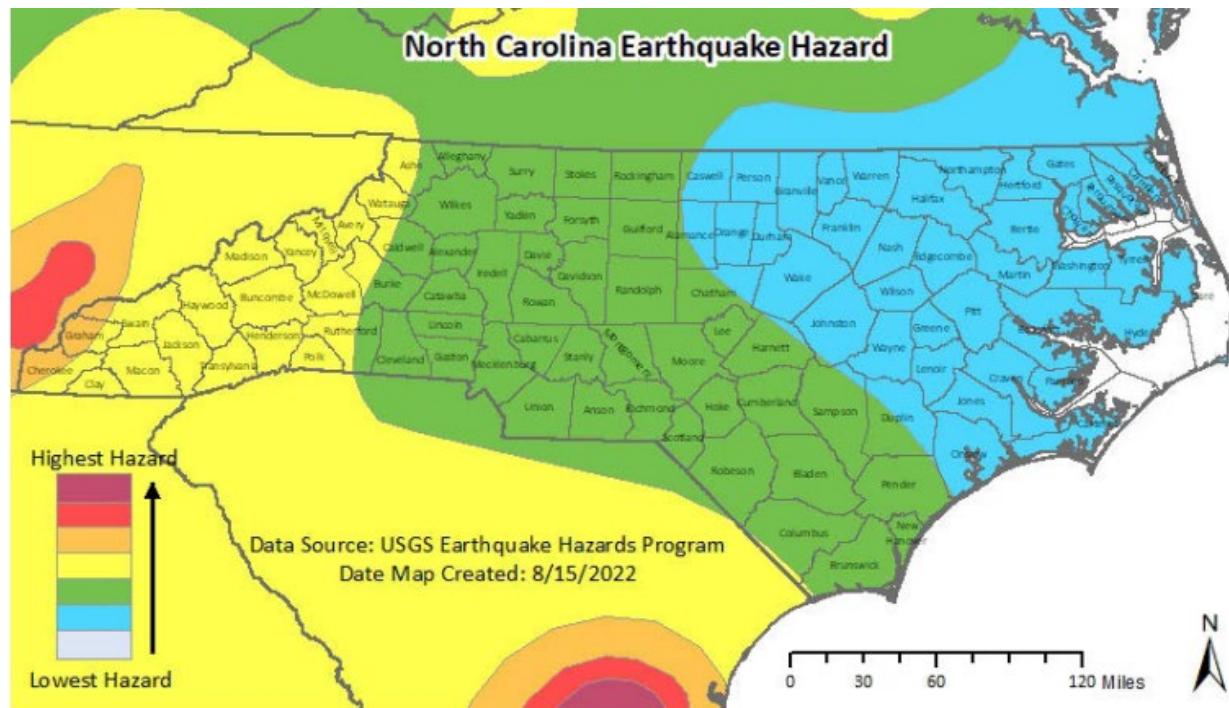 North Carolina Earthquake Hazard
Ashe
Alleghany
Surry
Stokes
Rockingham
Caswell
Person
Granville
Vance
Warren
Northampton
Gates
Hertford
Halifax
Watauga
Wilkes
Yadkin
Forsyth
Guilford
Alamance
Orange
Durham
Franklin
Nash
Edgecombe
Bertie
Avery
Mitchell
Yancey
Madison
Caldwell
Alexander
Iredell
Davie
Davidson
Randolph
Chatham
Wake
Wilson
Martin
Washington
Tyrrell
Dare
Haywood
Buncombe
McDowell
Burke
Catawba
Rowan
Johnston
Greene
Pitt
Beaufort
Hyde
Graham
Swain
Jackson
Henderson
Rutherford
Lincoln
Cabarrus
Stanly
Montgomery
Moore
Lee
Harnett
Wayne
Lenoir
Craven
Pamlico
Cherokee
Clay
Macon
Transylvania
Polk
Cleveland
Gaston
Mecklenburg
Union
Anson
Richmond
Hoke
Scotland
Cumberland
Sampson
Duplin
Jones
Carteret
Onslow
Robeson
Bladen
Pender
Columbus
New
Hanover
Brunswick
Highest Hazard
Lowest Hazard
Data Source: USGS Earthquake Hazards Program
Date Map Created: 8/15/2022
N
0 30 60 120 Miles